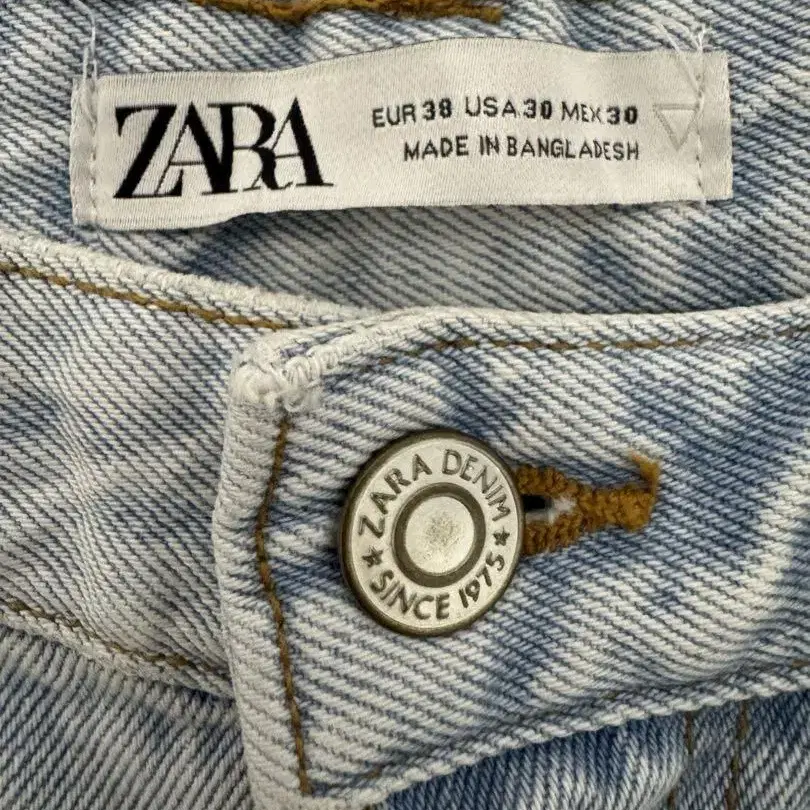 ZARA
EUR 38 USA 30 MEX 30
MADE IN BANGLADESH
ZARA DENIM
★ SINCE 1975 ★